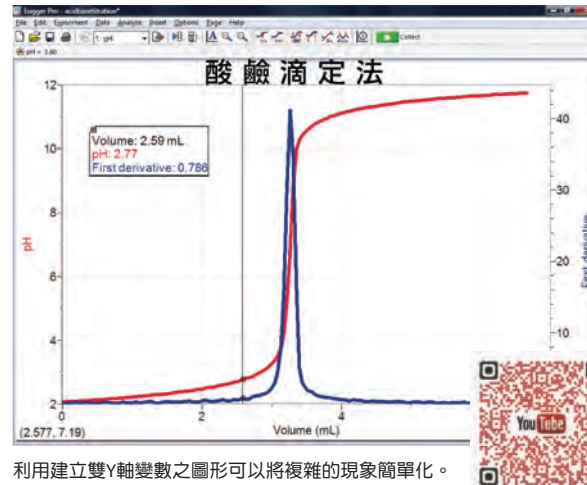 Logger Pro - acidbasetitration*
File Edit Experiment Data Analyze Insert Options Page Help
1: pH
Collect
pH = 3.80
酸鹼滴定法
12
10
8
6
4
2
pH
Volume: 2.59 mL
pH: 2.77
First derivative: 0.786
40
30
20
10
First derivative
0
2
4
(2.577, 7.19)
Volume (mL)
YouTube
利用建立雙Y軸變數之圖形可以將複雜的現象簡單化。